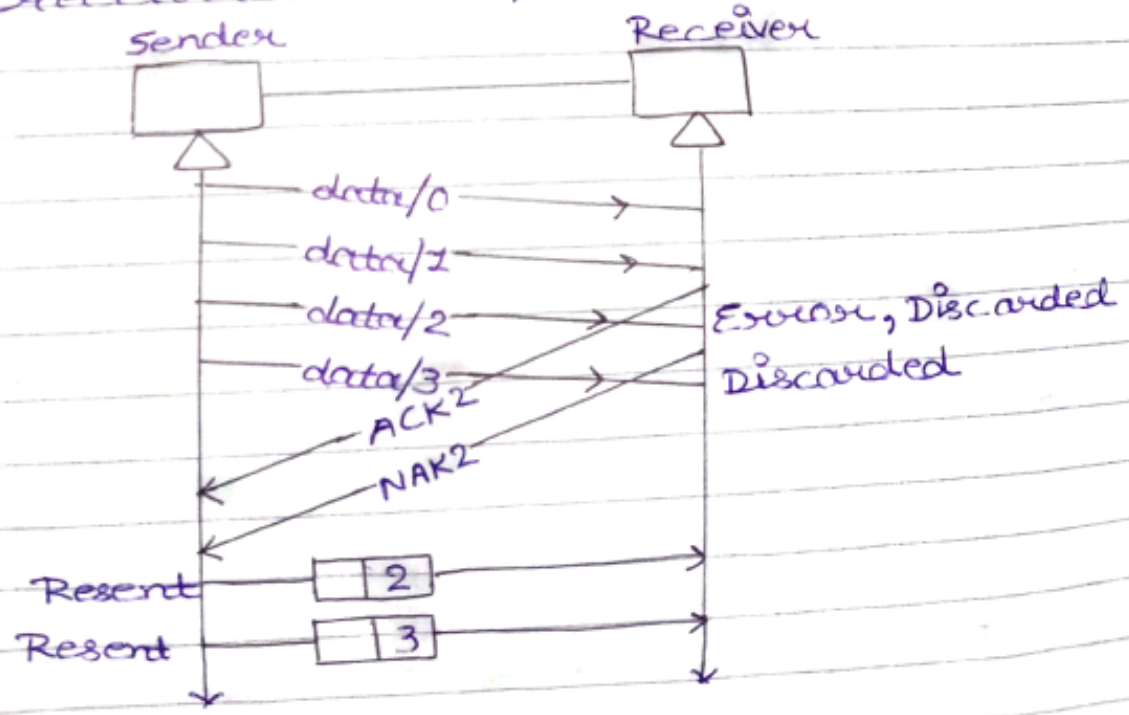 Sender
Receiver
data/0
data/1
data/2
Error, Discarded
data/3
Discarded
ACK2
NAK2
Resent 2
Resent 3